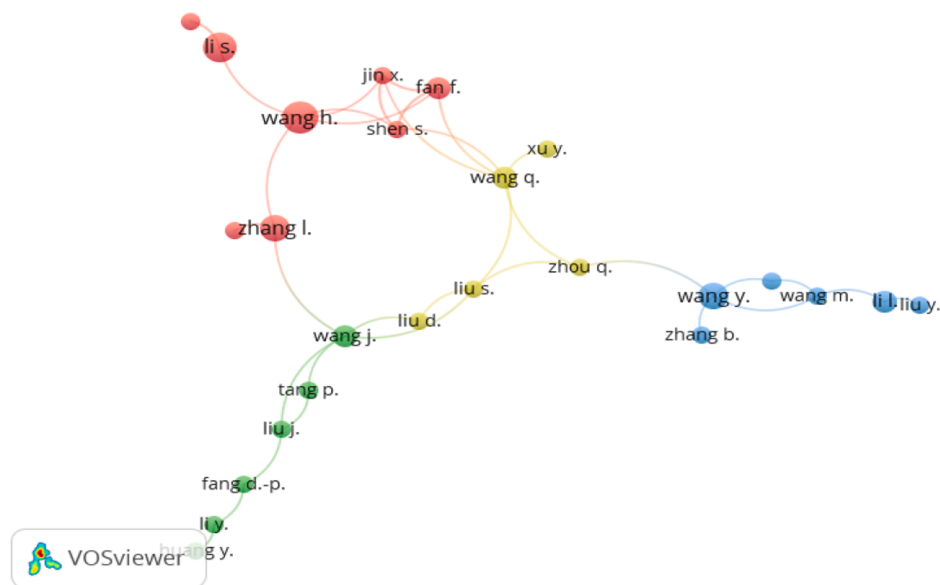 li s.
jin x.
fan f.
wang h.
shen s.
xu y.
wang q.
zhang l.
zhou q.
liu s.
wang y.
wang m.
li l.
liu y.
liu d.
wang j.
zhang b.
tang p.
liu j.
fang d.-p.
li y.
huang y.
VOSviewer